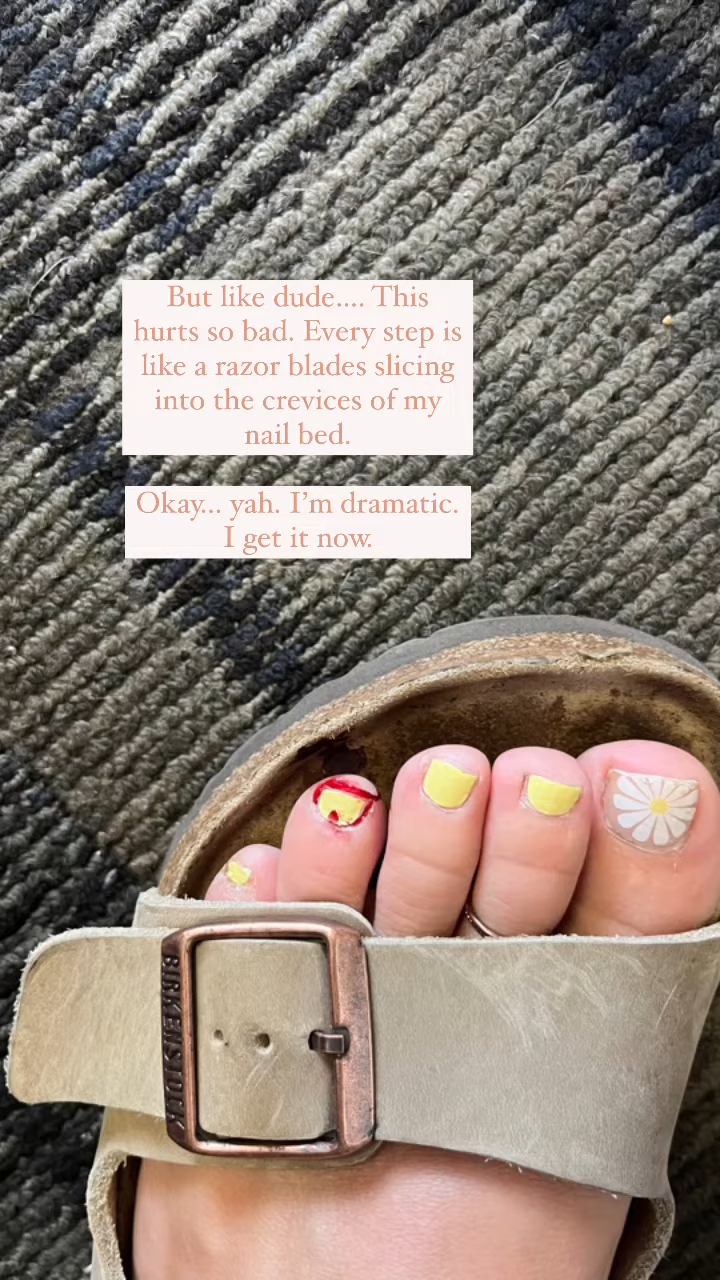 But like dude.... This
hurts so bad. Every step is
like a razor blades slicing
into the crevices of my
nail bed.
Okay... yah. I'm dramatic.
I get it now.
BIRKENSTOCK